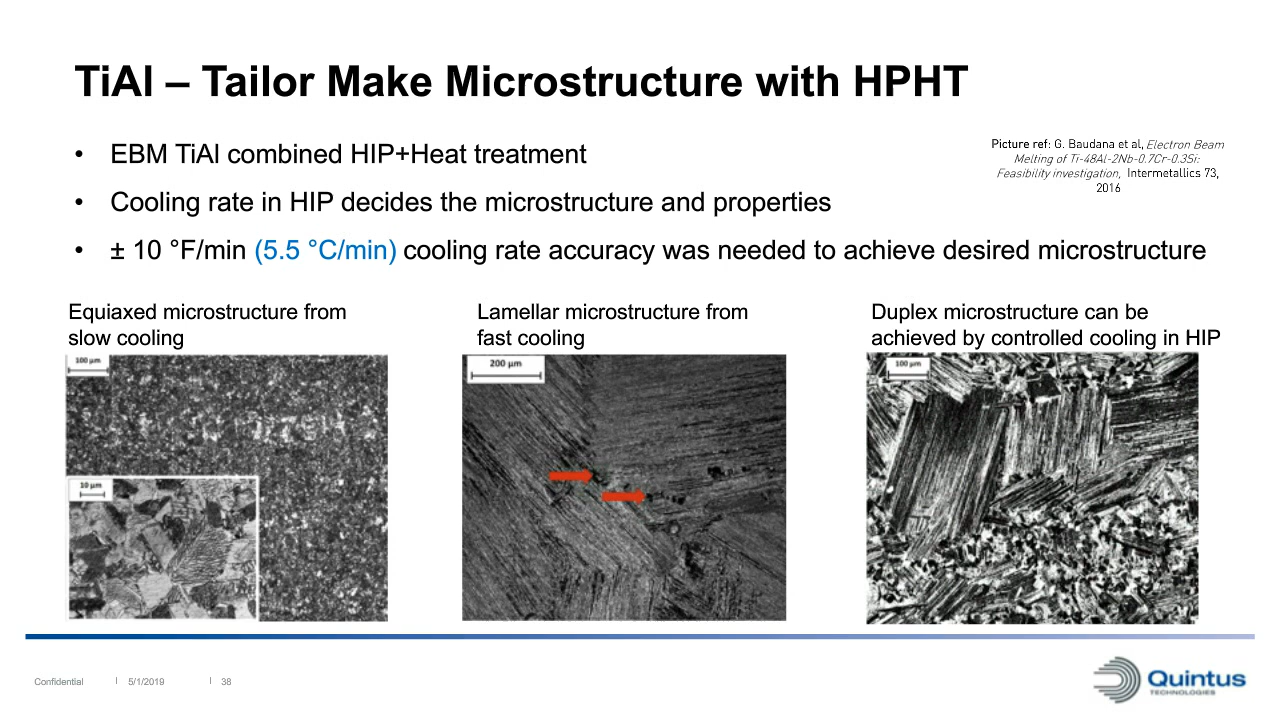 TiAl – Tailor Make Microstructure with HPHT
• EBM TiAl combined HIP+Heat treatment
• Cooling rate in HIP decides the microstructure and properties
• ± 10 °F/min (5.5 °C/min) cooling rate accuracy was needed to achieve desired microstructure
Picture ref: G. Baudana et al, Electron Beam
Melting of Ti-48Al-2Nb-0.7Cr-0.3Si:
Feasibility investigation, Intermetallics 73,
2016
Equiaxed microstructure from
slow cooling
100 µm
10 µm
Lamellar microstructure from
fast cooling
200 µm
Duplex microstructure can be
achieved by controlled cooling in HIP
100 µm
Confidential | 5/1/2019 | 38
Quintus
TECHNOLOGIES